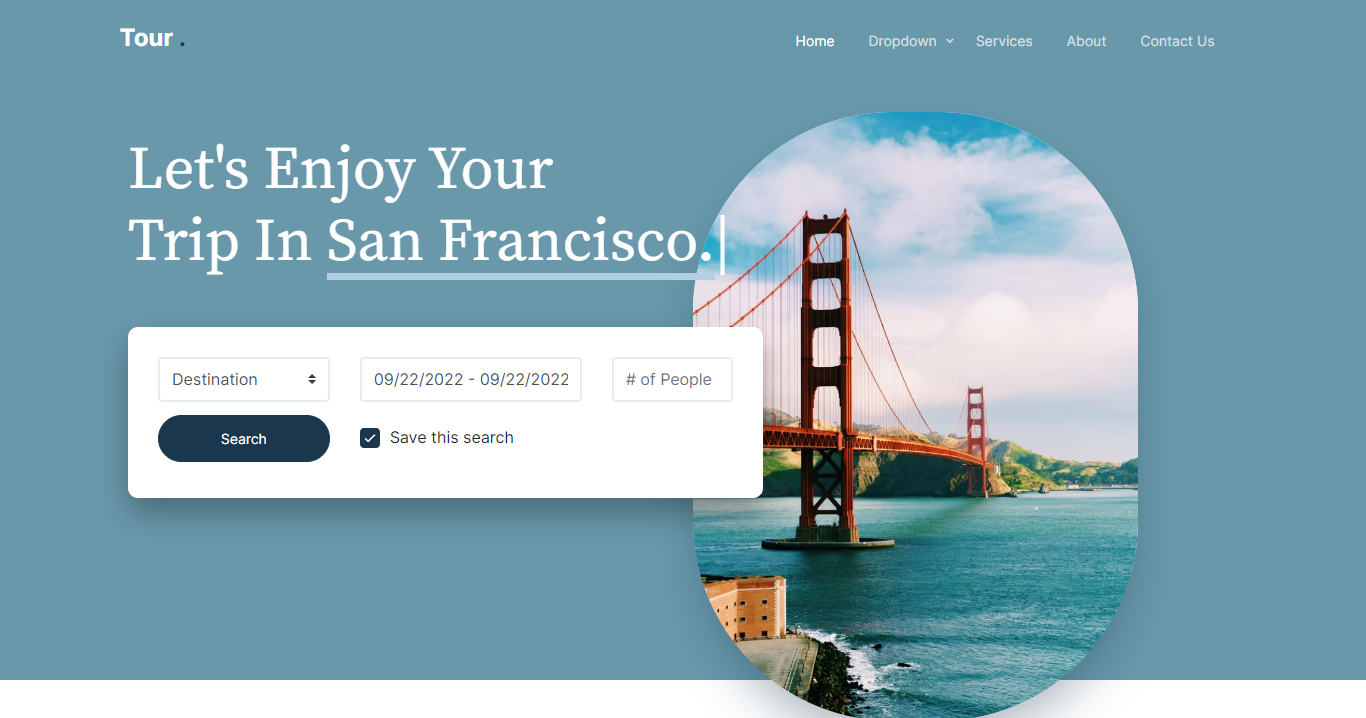 Tour .
Home Dropdown Services About Contact Us
Let's Enjoy Your
Trip In San Francisco.
Destination 09/22/2022 - 09/22/2022 # of People
Search Save this search